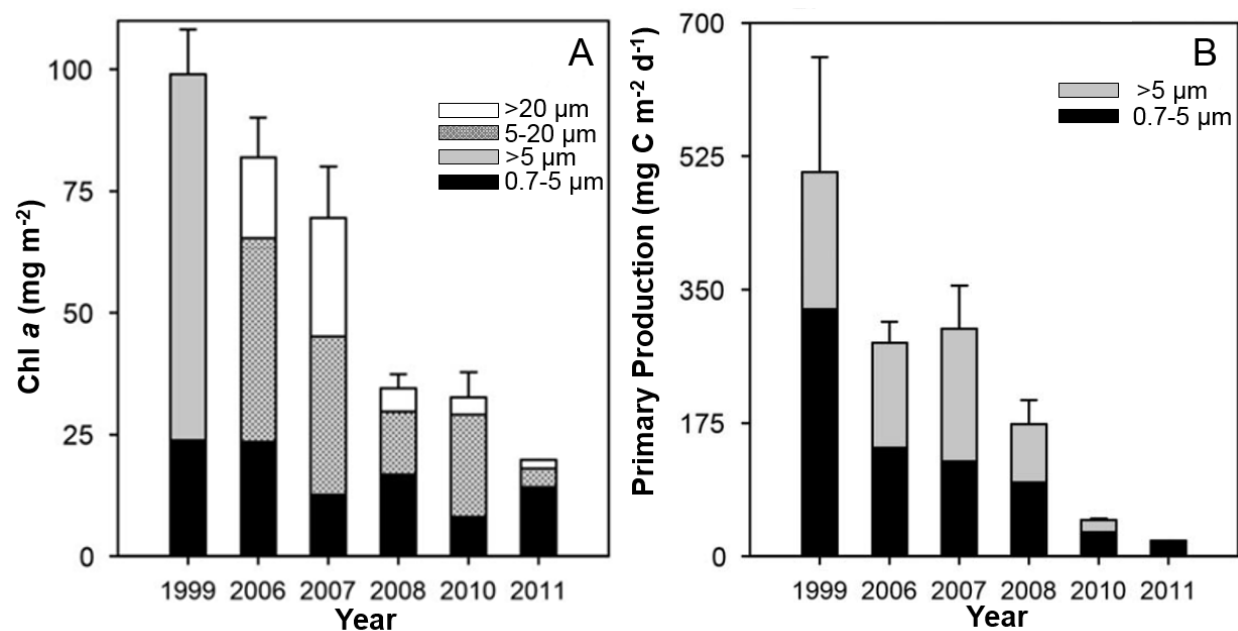 A
Chl a (mg m-2)
100
75
50
25
0
>20 µm
5-20 µm
>5 µm
0.7-5 µm
1999 2006 2007 2008 2010 2011
Year
B
Primary Production (mg C m-2 d-1)
700
525
350
175
0
>5 µm
0.7-5 µm
1999 2006 2007 2008 2010 2011
Year